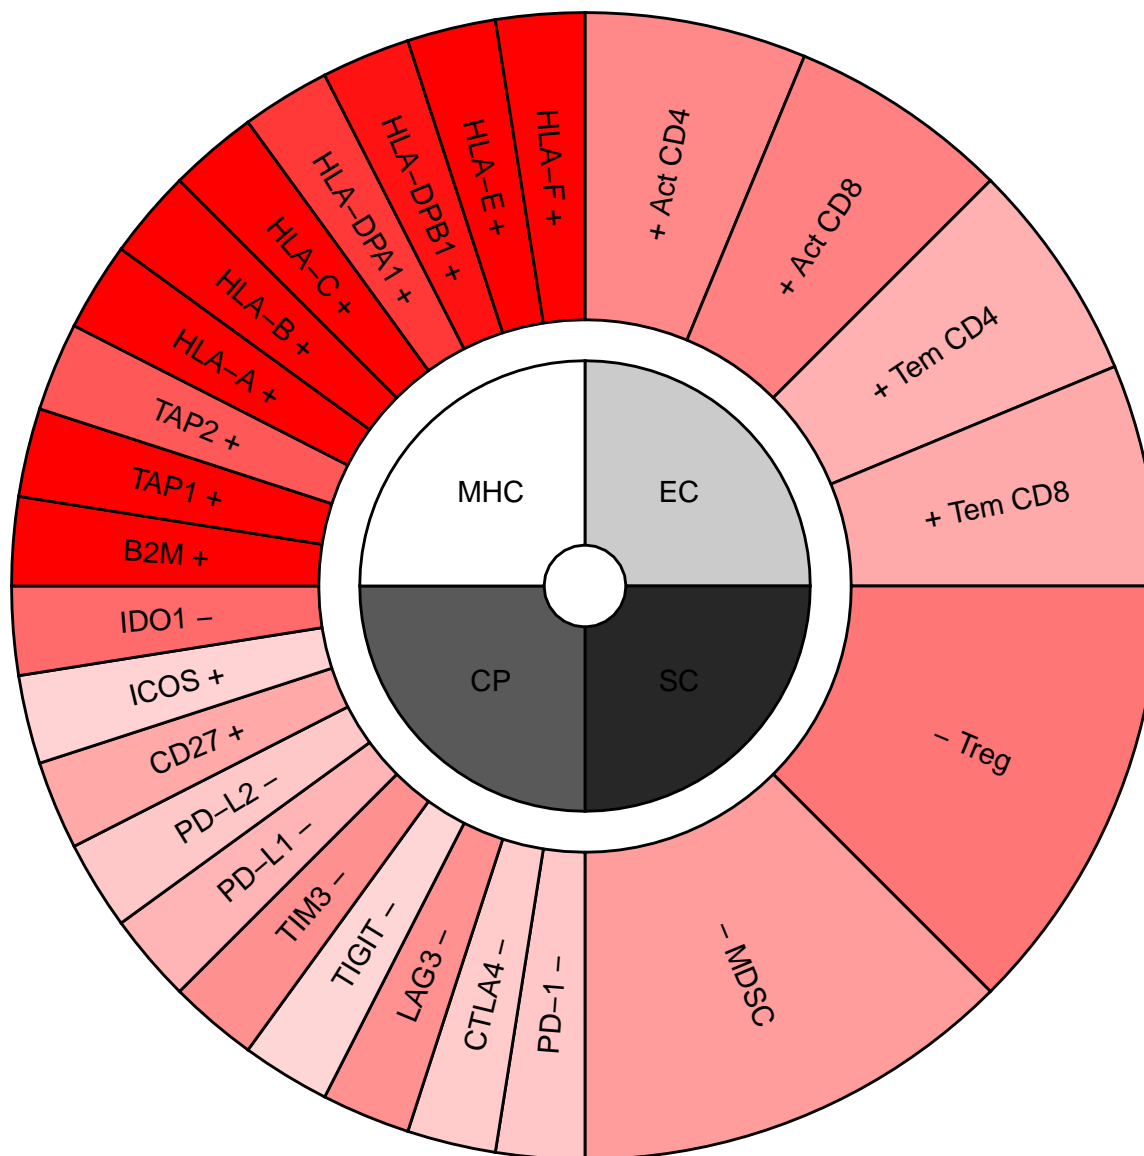 HLA–F +
HLA–E +
HLA–DPB1 +
HLA–DPA1 +
HLA–C +
HLA–B +
HLA–A +
TAP2 +
TAP1 +
B2M +
IDO1 –
ICOS +
CD27 +
PD–L2 –
PD–L1 –
TIM3 –
TIGIT –
LAG3 –
CTLA4 –
PD–1 –
+ Act CD4
+ Act CD8
+ Tem CD4
+ Tem CD8
– Treg
– MDSC
MHC
EC
CP
SC